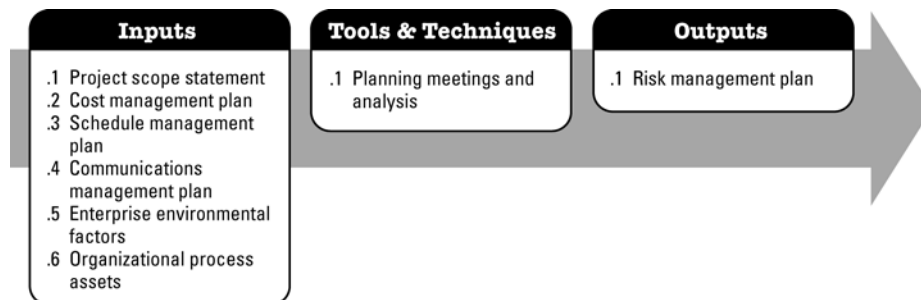 Inputs
.1 Project scope statement
.2 Cost management plan
.3 Schedule management
plan
.4 Communications
management plan
.5 Enterprise environmental
factors
.6 Organizational process
assets
Tools & Techniques
.1 Planning meetings and
analysis
Outputs
.1 Risk management plan